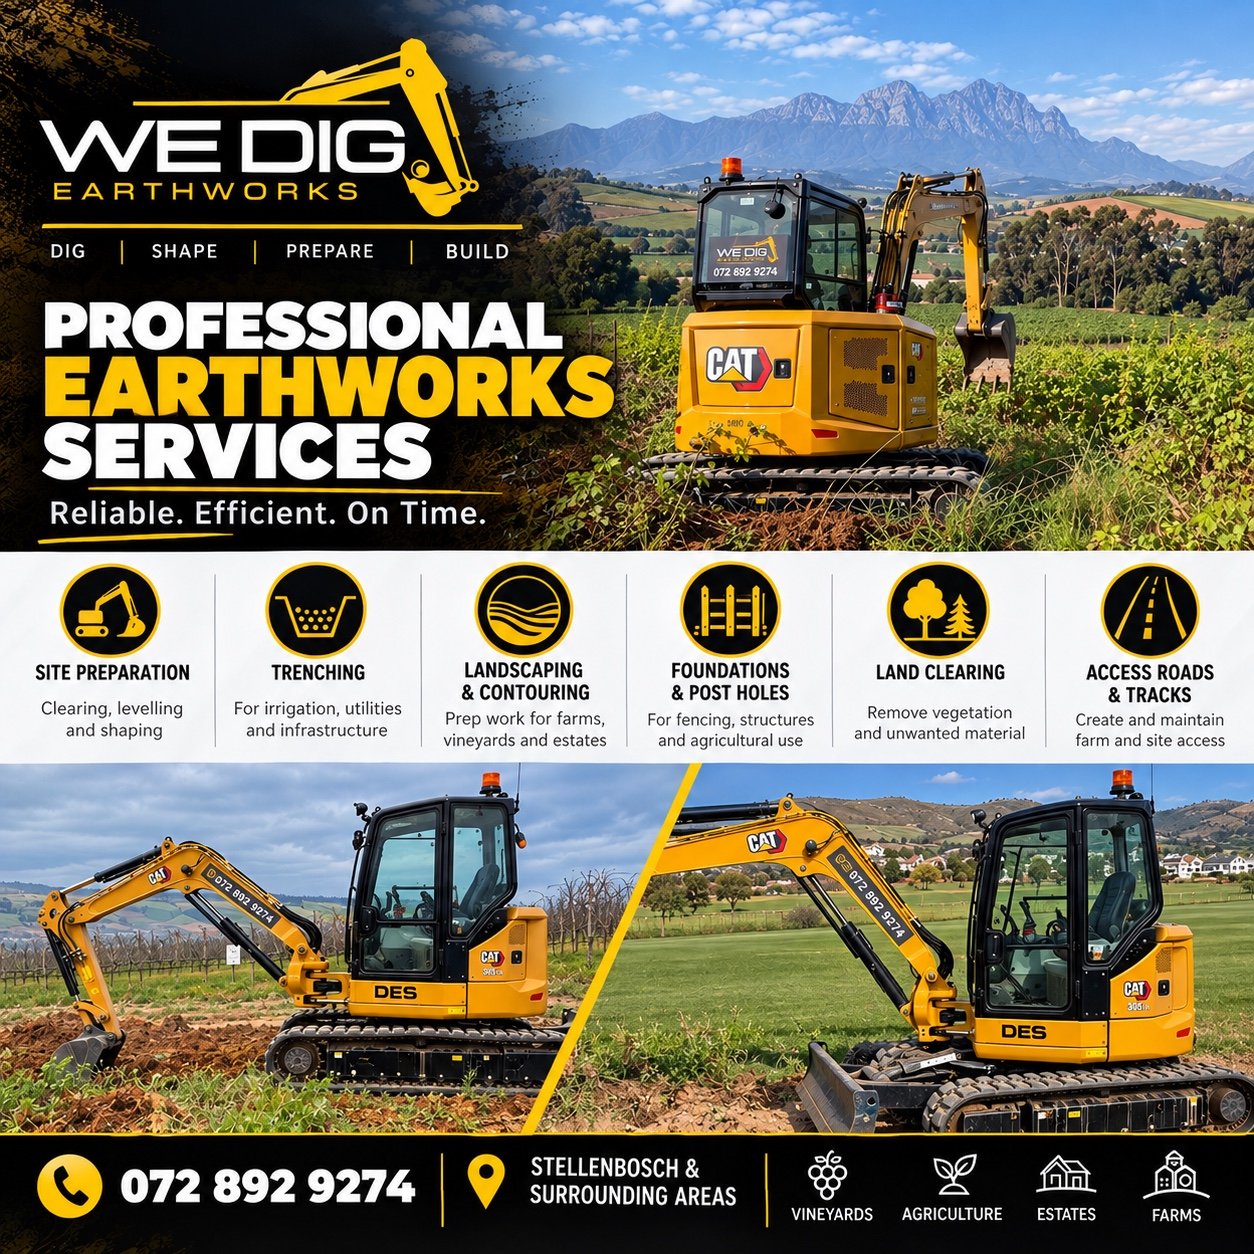 WE DIG
EARTHWORKS
DIG | SHAPE | PREPARE | BUILD
PROFESSIONAL
EARTHWORKS
SERVICES
Reliable. Efficient. On Time.
WE DIG
072 892 9274
CAT
SITE PREPARATION
Clearing, levelling
and shaping
TRENCHING
For irrigation, utilities
and infrastructure
LANDSCAPING
& CONTOURING
Prep work for farms,
vineyards and estates
FOUNDATIONS
& POST HOLES
For fencing, structures
and agricultural use
LAND CLEARING
Remove vegetation
and unwanted material
ACCESS ROADS
& TRACKS
Create and maintain
farm and site access
CAT
072 892 9274
CAT
DES
CAT
072 892 9274
CAT
305
DES
072 892 9274
STELLENBOSCH &
SURROUNDING AREAS
VINEYARDS
AGRICULTURE
ESTATES
FARMS